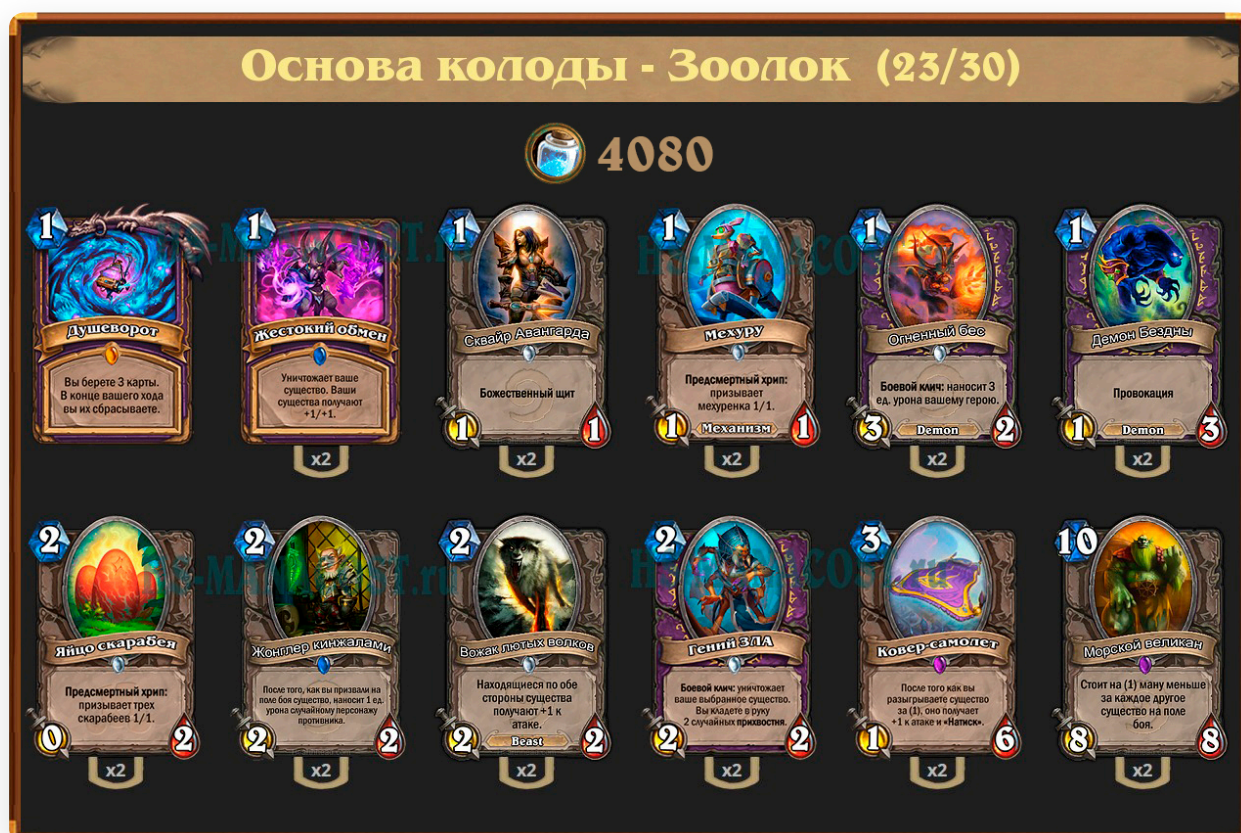 Основа колоды - Зоолок (23/30)
4080
1
Душеворот
Вы берете 3 карты.
В конце вашего хода
вы их сбрасываете.
1
Жестокий обмен
Уничтожает ваше
существо. Ваши
существа получают
+1/+1.
x2
1
Сквайр Авангарда
Божественный щит
1
1
x2
1
Мехуру
Предсмертный хрип:
призывает
мехуренка 1/1.
1
Механизм
1
x2
1
Огненный бес
Боевой клич: наносит 3
ед. урона вашему герою.
3
Demon
2
x2
1
Демон Бездны
Провокация
1
Demon
3
x2
2
Яйцо скарабея
Предсмертный хрип:
призывает трех
скарабеев 1/1.
0
2
x2
2
Жонглер кинжалами
После того, как вы призвали на
поле боя существо, наносит 1 ед.
урона случайному персонажу
противника.
2
2
x2
2
Вожак лютых волков
Находящиеся по обе
стороны существа
получают +1 к
атаке.
2
Beast
2
x2
2
Гений ЗЛА
Боевой клич: уничтожает
ваше выбранное существо.
Вы кладете в руку
2 случайных прихвостня.
2
2
x2
3
Ковер-самолет
После того как вы
разыгрываете существо
за (1), оно получает
+1 к атаке и «Натиск».
1
6
x2
10
Морской великан
Стоит на (1) ману меньше
за каждое другое
существо на поле
боя.
8
8
x2